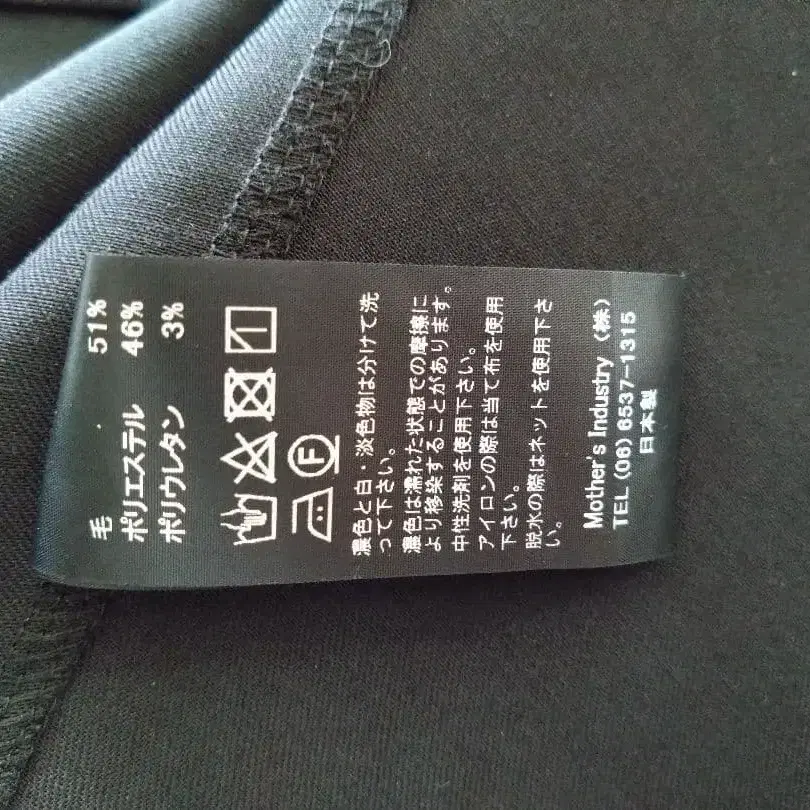 毛 51%
ポリエステル 46%
ポリウレタン 3%
F
濃色と白・淡色物は分けて洗
って下さい。
濃色は濡れた状態での摩擦に
より移染することがあります。
中性洗剤を使用下さい。
アイロンの際は当て布を使用
下さい。
脱水の際はネットを使用下さ
い。
Mother's Industry (株)
TEL (06) 6537-1315
日本製